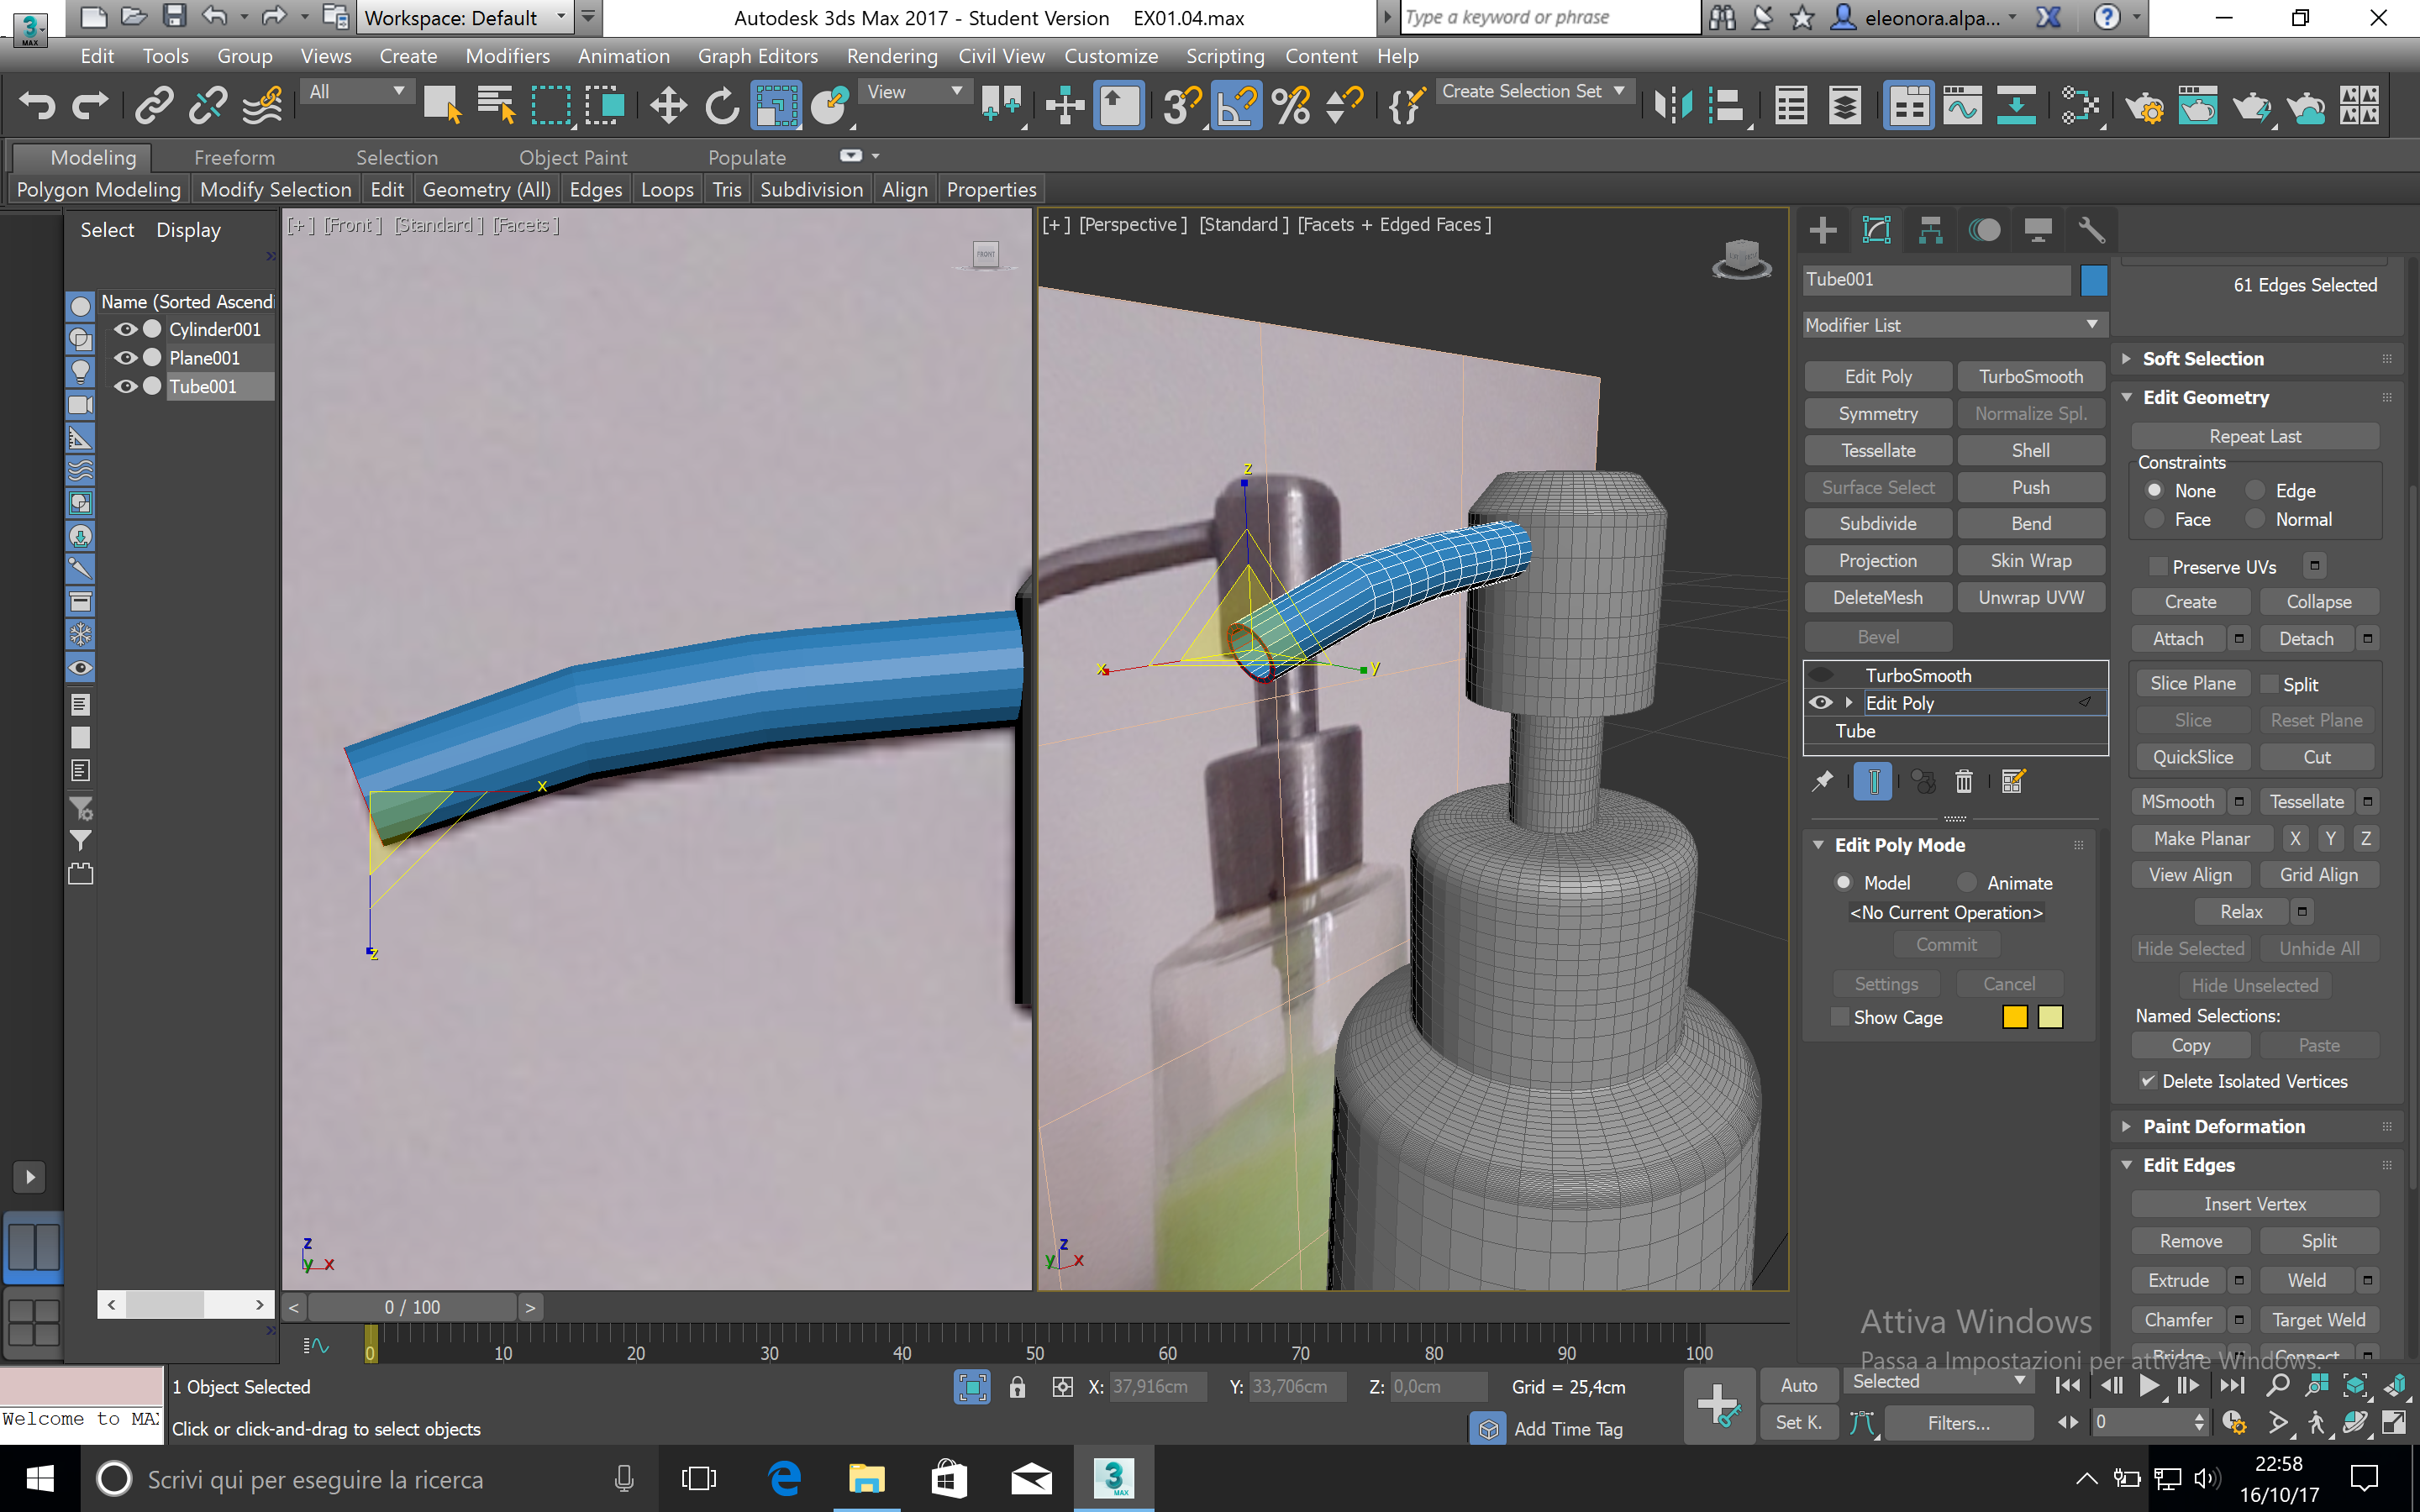 Workspace: Default
Autodesk 3ds Max 2017 - Student Version EX01.04.max
Type a keyword or phrase
eleonora.alpa...
3
MAX
Edit Tools Group Views Create Modifiers Animation Graph Editors Rendering Civil View Customize Scripting Content Help
All
View
3
Create Selection Set
Modeling Freeform Selection Object Paint Populate
Polygon Modeling Modify Selection Edit Geometry (All) Edges Loops Tris Subdivision Align Properties
Select Display
Name (Sorted Ascendi
Cylinder001
Plane001
Tube001
[+] [Front] [Standard] [Facets]
FRONT
x
z
z
y x
[+] [Perspective] [Standard] [Facets + Edged Faces]
z
x
y
z
y x
Tube001
Modifier List
Edit Poly TurboSmooth
Symmetry Normalize Spl.
Tessellate Shell
Surface Select Push
Subdivide Bend
Projection Skin Wrap
DeleteMesh Unwrap UVW
Bevel
TurboSmooth
Edit Poly
Tube
Edit Poly Mode
Model Animate
<No Current Operation>
Commit
Settings Cancel
Show Cage
61 Edges Selected
Soft Selection
Edit Geometry
Repeat Last
Constraints
None Edge
Face Normal
Preserve UVs
Create Collapse
Attach Detach
Slice Plane Split
Slice Reset Plane
QuickSlice Cut
MSmooth Tessellate
Make Planar X Y Z
View Align Grid Align
Relax
Hide Selected Unhide All
Hide Unselected
Named Selections:
Copy Paste
Delete Isolated Vertices
Paint Deformation
Edit Edges
Insert Vertex
Remove Split
Extrude Weld
Chamfer Target Weld
Bridge Connect
Attiva Windows
Passa a Impostazioni per attivare Windows.
< 0 / 100 >
0 10 20 30 40 50 60 70 80 90 100
1 Object Selected
X: 37,916cm Y: 33,706cm Z: 0,0cm Grid = 25,4cm
Auto Selected
Welcome to MAX
Click or click-and-drag to select objects
Add Time Tag
Set K. Filters...
0
Scrivi qui per eseguire la ricerca
3
MAX
22:58
16/10/17